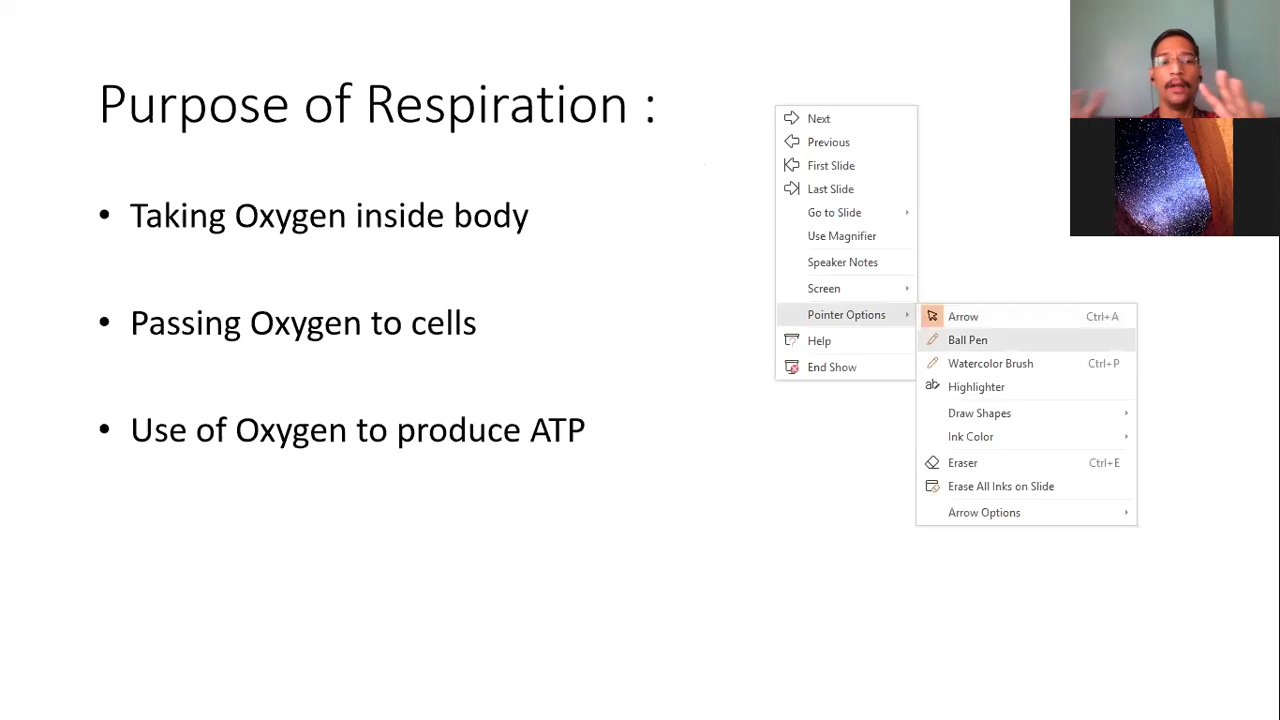 Purpose of Respiration :
• Taking Oxygen inside body
• Passing Oxygen to cells
• Use of Oxygen to produce ATP
Next
Previous
First Slide
Last Slide
Go to Slide
Use Magnifier
Speaker Notes
Screen
Pointer Options
Help
End Show
Arrow Ctrl+A
Ball Pen
Watercolor Brush Ctrl+P
Highlighter
Draw Shapes
Ink Color
Eraser Ctrl+E
Erase All Inks on Slide
Arrow Options